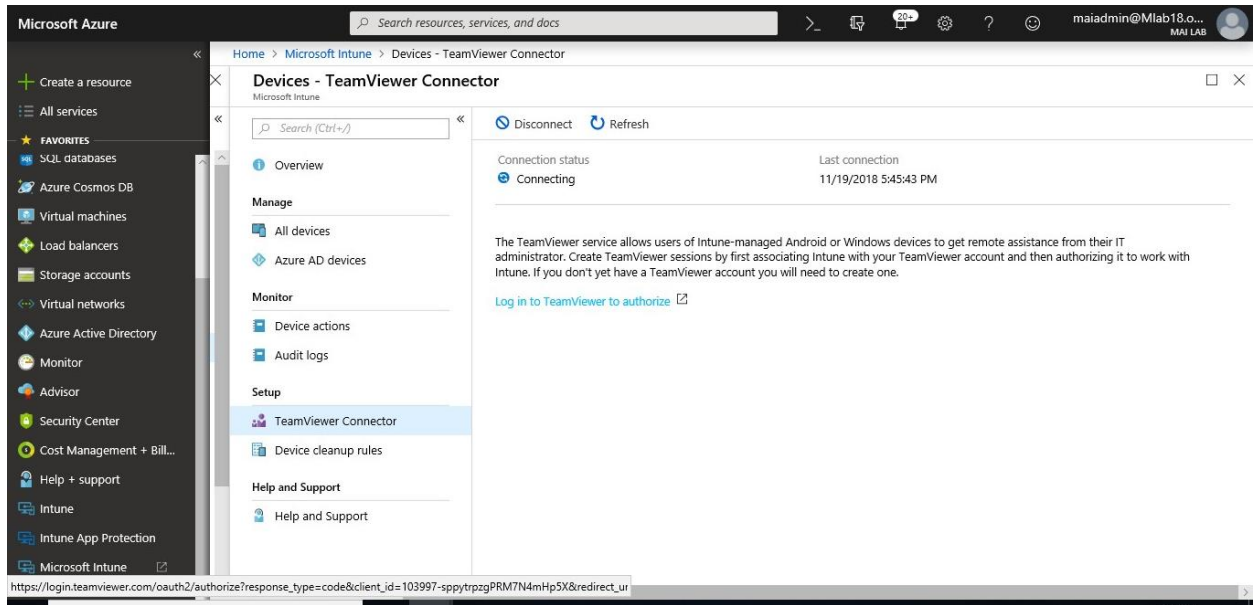 Microsoft Azure
Search resources, services, and docs
20+
maiadmin@Mlab18.o...
MAI LAB
Create a resource
All services
FAVORITES
SQL databases
Azure Cosmos DB
Virtual machines
Load balancers
Storage accounts
Virtual networks
Azure Active Directory
Monitor
Advisor
Security Center
Cost Management + Bill...
Help + support
Intune
Intune App Protection
Microsoft Intune
Home > Microsoft Intune > Devices - TeamViewer Connector
Devices - TeamViewer Connector
Microsoft Intune
Search (Ctrl+/)
Overview
Manage
All devices
Azure AD devices
Monitor
Device actions
Audit logs
Setup
TeamViewer Connector
Device cleanup rules
Help and Support
Help and Support
Disconnect
Refresh
Connection status
Connecting
Last connection
11/19/2018 5:45:43 PM
The TeamViewer service allows users of Intune-managed Android or Windows devices to get remote assistance from their IT
administrator. Create TeamViewer sessions by first associating Intune with your TeamViewer account and then authorizing it to work with
Intune. If you don't yet have a TeamViewer account you will need to create one.
Log in to TeamViewer to authorize
https://login.teamviewer.com/oauth2/authorize?response_type=code&client_id=103997-sppytrpzgPRM7N4mHp5X&redirect_ur